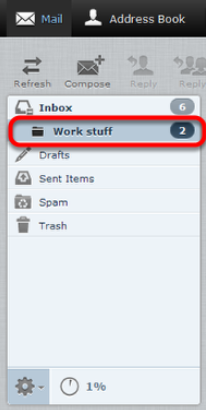 Mail Address Book
Refresh Compose Reply Reply
Inbox 6
Work stuff 2
Drafts
Sent Items
Spam
Trash
1%